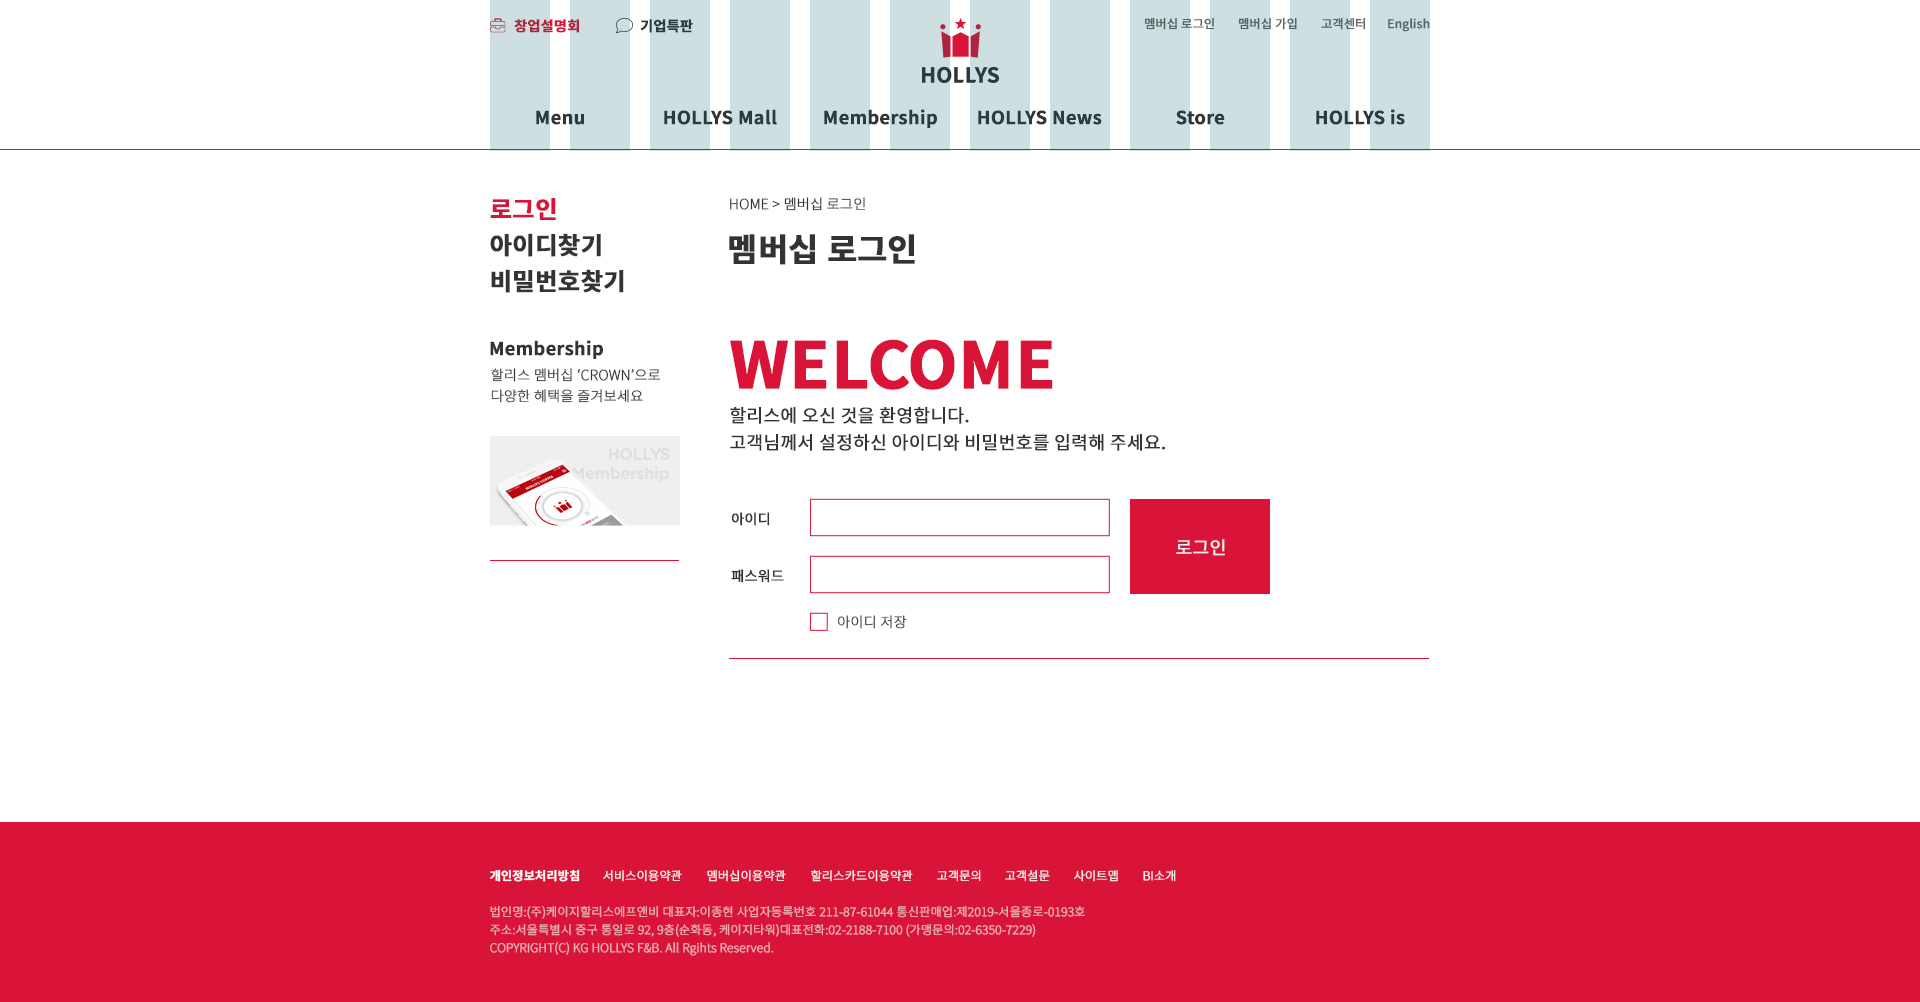 창업설명회 기업특판
멤버십 로그인 멤버십 가입 고객센터 English
HOLLYS
Menu HOLLYS Mall Membership HOLLYS News Store HOLLYS is
로그인
아이디찾기
비밀번호찾기
Membership
할리스 멤버십 ‘CROWN’으로
다양한 혜택을 즐겨보세요
HOLLYS
Membership
HOLLYS COFFEE
HOME > 멤버십 로그인
멤버십 로그인
WELCOME
할리스에 오신 것을 환영합니다.
고객님께서 설정하신 아이디와 비밀번호를 입력해 주세요.
아이디
패스워드
로그인
아이디 저장
개인정보처리방침 서비스이용약관 멤버십이용약관 할리스카드이용약관 고객문의 고객설문 사이트맵 BI소개
법인명:(주)케이지할리스에프앤비 대표자:이종현 사업자등록번호 211-87-61044 통신판매업:제2019-서울종로-0193호
주소:서울특별시 중구 통일로 92, 9층(순화동, 케이지타워)대표전화:02-2188-7100 (가맹문의:02-6350-7229)
COPYRIGHT(C) KG HOLLYS F&B. All Rgihts Reserved.